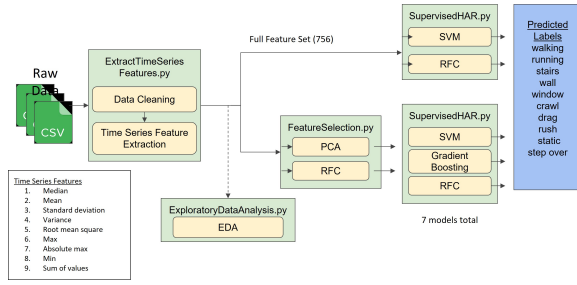 Raw
Data
CSV
ExtractTimeSeries
Features.py
Data Cleaning
Time Series Feature
Extraction
Full Feature Set (756)
SupervisedHAR.py
SVM
RFC
FeatureSelection.py
PCA
RFC
SupervisedHAR.py
SVM
Gradient
Boosting
RFC
7 models total
ExploratoryDataAnalysis.py
EDA
Predicted
Labels
walking
running
stairs
wall
window
crawl
drag
rush
static
step over
Time Series Features
1. Median
2. Mean
3. Standard deviation
4. Variance
5. Root mean square
6. Max
7. Absolute max
8. Min
9. Sum of values